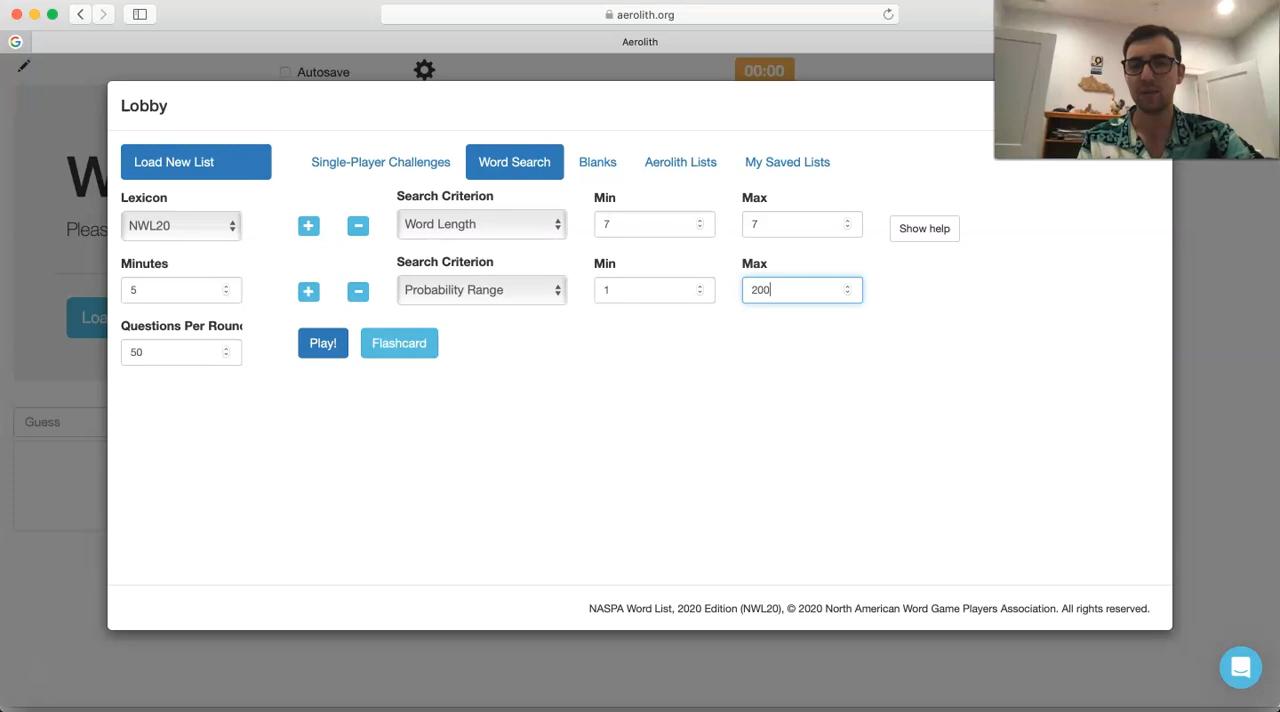 aerolith.org
G
Aerolith
Autosave
00:00
Lobby
Load New List
Single-Player Challenges
Word Search
Blanks
Aerolith Lists
My Saved Lists
Lexicon
Search Criterion
Min
Max
NWL20
+
-
Word Length
7
7
Show help
Minutes
Search Criterion
Min
Max
5
+
-
Probability Range
1
200
Questions Per Roun
50
Play!
Flashcard
W
Pleas
Loa
Guess
NASPA Word List, 2020 Edition (NWL20), © 2020 North American Word Game Players Association. All rights reserved.